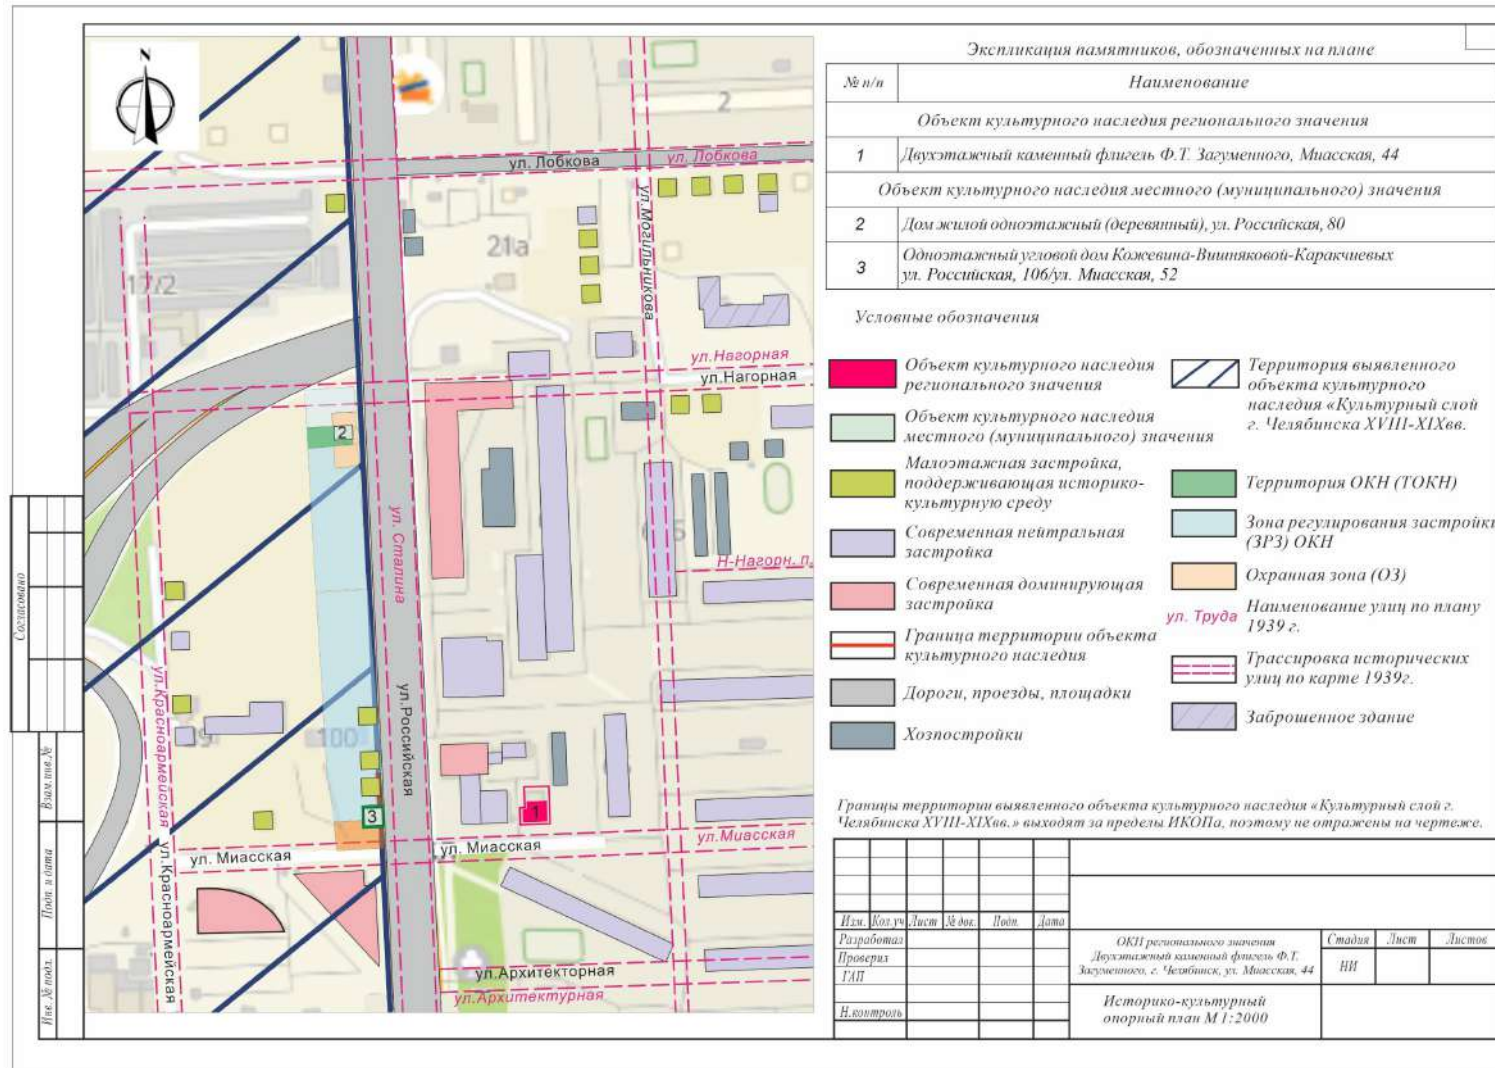 N
ул. Лобкова
ул. Лобкова
2
17/2
21а
ул.Могильникова
ул.Нагорная
ул.Нагорная
2
ул. Сталина
Н-Нагорн. п.
ул.Российская
ул.Красноармейская
100
1
3
ул. Миасская
ул. Миасская
ул.Миасская
ул.Красноармейская
ул.Архитекторная
ул.Архитектурная
Экспликация памятников, обозначенных на плане
№ п/п
Наименование
Объект культурного наследия регионального значения
1
Двухэтажный каменный флигель Ф.Т. Загуменного, Миасская, 44
Объект культурного наследия местного (муниципального) значения
2
Дом жилой одноэтажный (деревянный), ул. Российская, 80
3
Одноэтажный угловой дом Кожевина-Вишняковой-Каракчиевых
ул. Российская, 106/ул. Миасская, 52
Условные обозначения
Объект культурного наследия
регионального значения
Объект культурного наследия
местного (муниципального) значения
Малоэтажная застройка,
поддерживающая историко-
культурную среду
Современная нейтральная
застройка
Современная доминирующая
застройка
Граница территории объекта
культурного наследия
Дороги, проезды, площадки
Хозпостройки
Территория выявленного
объекта культурного
наследия «Культурный слой
г. Челябинска XVIII-XIXвв.
Территория ОКН (ТОКН)
Зона регулирования застройки
(ЗРЗ) ОКН
Охранная зона (ОЗ)
ул. Труда
Наименование улиц по плану
1939 г.
Трассировка исторических
улиц по карте 1939г.
Заброшенное здание
Границы территории выявленного объекта культурного наследия «Культурный слой г.
Челябинска XVIII-XIXвв.» выходят за пределы ИКОПа, поэтому не отражены на чертеже.
Изм.
Кол.уч
Лист
№ док.
Подп.
Дата
Разработал
Проверил
ГАП
Н.контроль
ОКН регионального значения
Двухэтажный каменный флигель Ф.Т.
Загуменного, г. Челябинск, ул. Миасская, 44
Стадия
Лист
Листов
НИ
Историко-культурный
опорный план М 1:2000
Согласовано
Взам.инв.№
Подп. и дата
Инв. № подл.